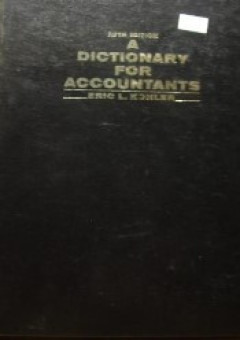 FIFTH EDITION
A
DICTIONARY
FOR
ACCOUNTANTS
ERIC L. KOHLER